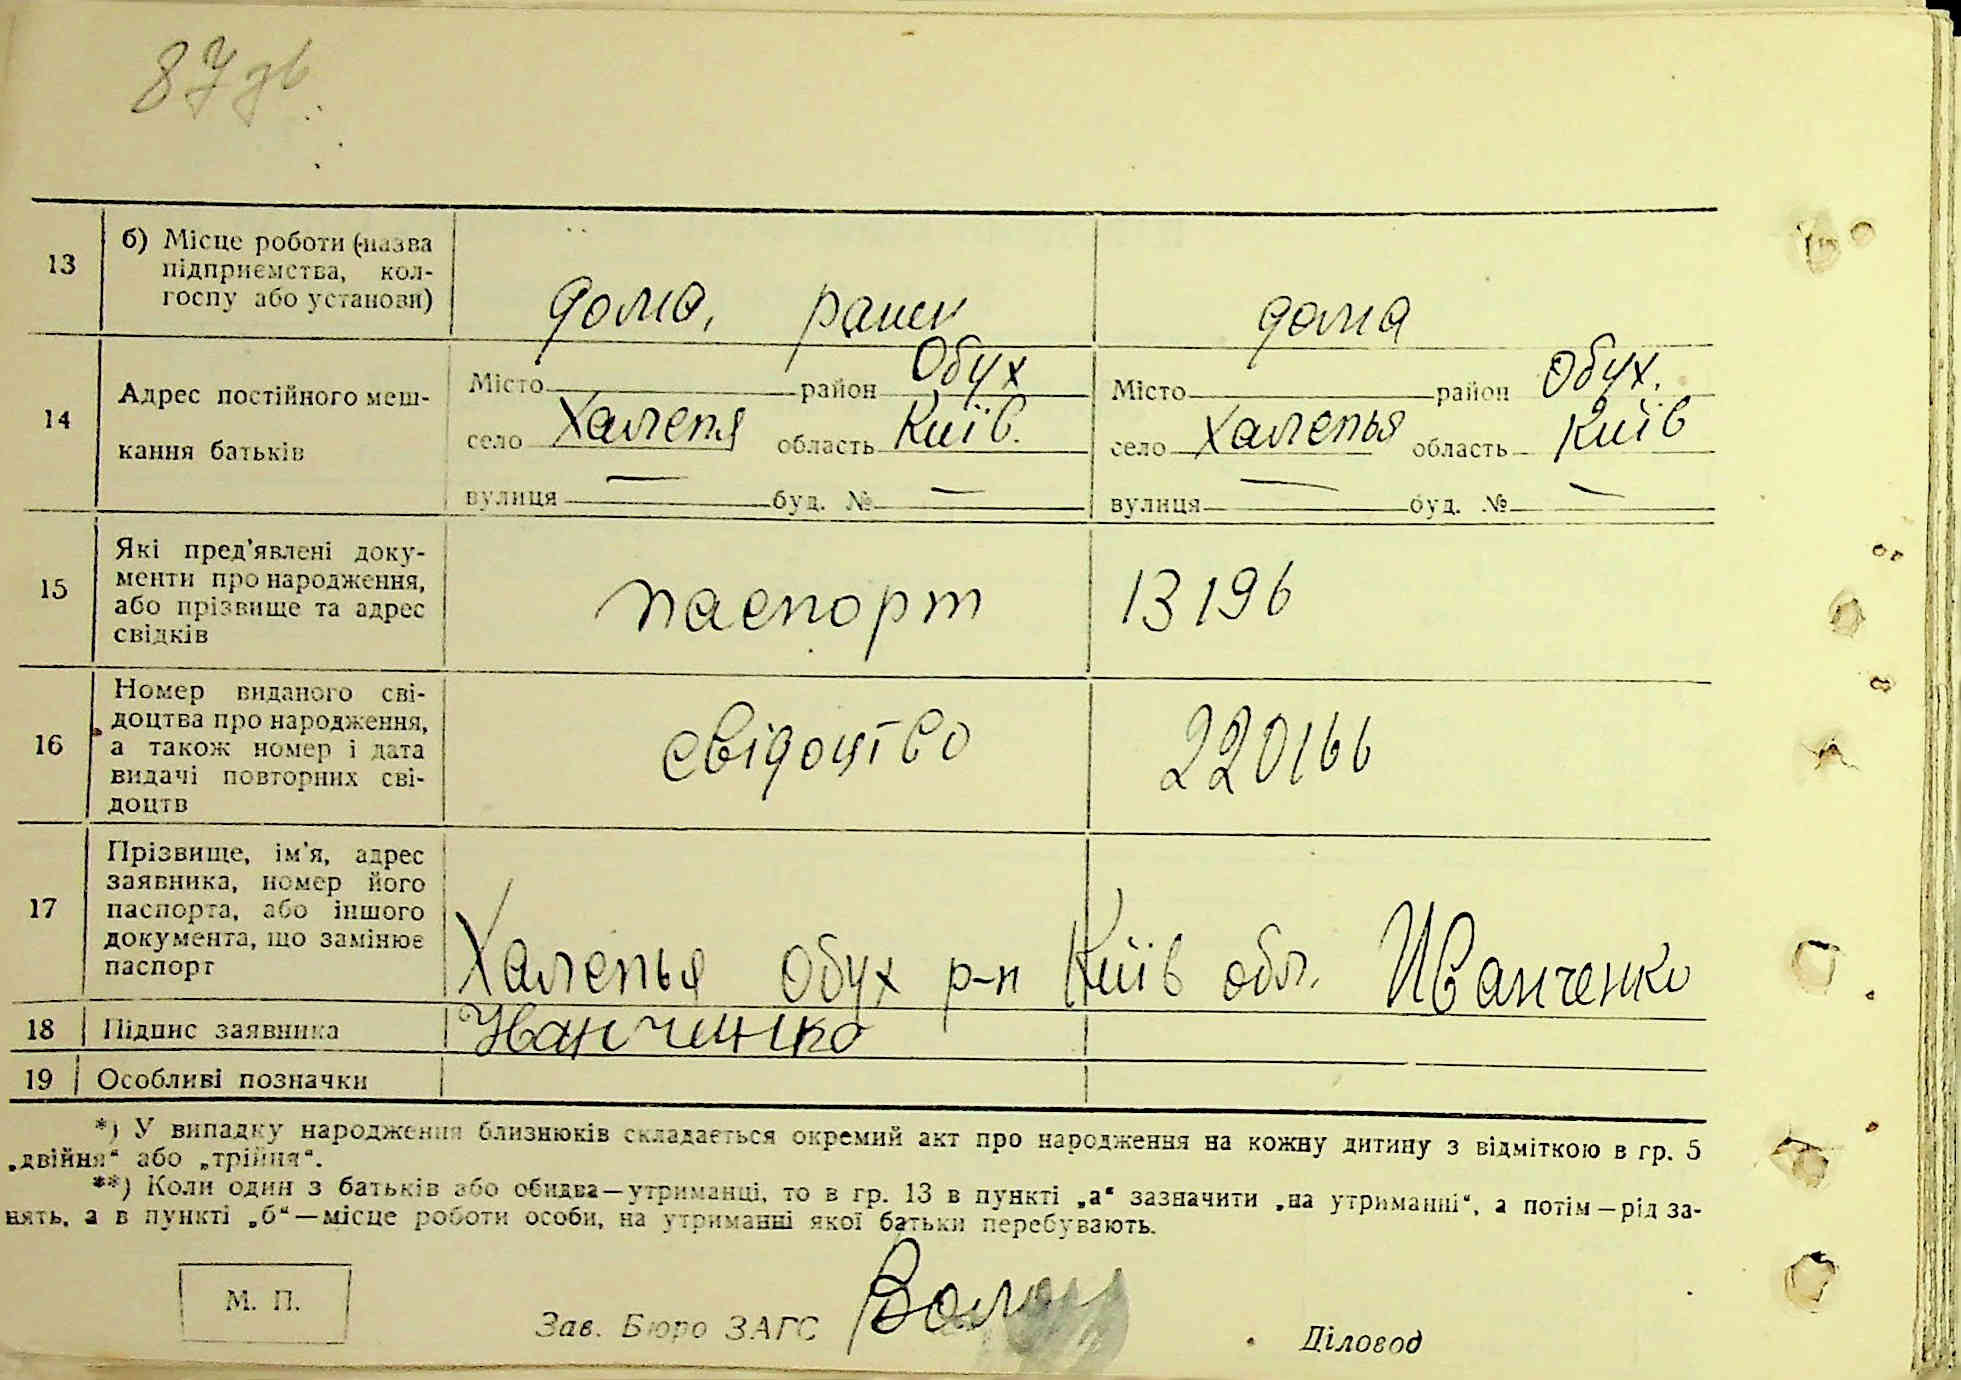 87 зв
13 б) Місце роботи (назва
підприємства, кол-
госпу або установи)
дома, дома
14 Адрес постійного меш-
кання батьків
Місто район Обух Місто район Обух.
село Халепя область Київ. село Халепья область Київ
вулиця — буд. № — вулиця — буд. № —
15 Які пред'явлені доку-
менти про народження,
або прізвище та адрес
свідків
паспорт 13196
16 Номер виданого сві-
доцтва про народження,
а також номер і дата
видачі повторних сві-
доцтв
свідоцтво 220166
17 Прізвище, ім'я, адрес
заявника, номер його
паспорта, або іншого
документа, що замінює
паспорт
Халепья Обух р-н Київ обл. Иванченко
18 Підпис заявника Иванченко
19 Особливі позначки
*) У випадку народження близнюків складається окремий акт про народження на кожну дитину з відміткою в гр. 5
„двійня“ або „трійня“.
**) Коли один з батьків або обидва—утриманці, то в гр. 13 в пункті „а“ зазначити „на утриманні“, а потім—рід за-
нять, а в пункті „б“—місце роботи особи, на утриманні якої батьки перебувають.
М. П.
Зав. Бюро ЗАГС Діловод